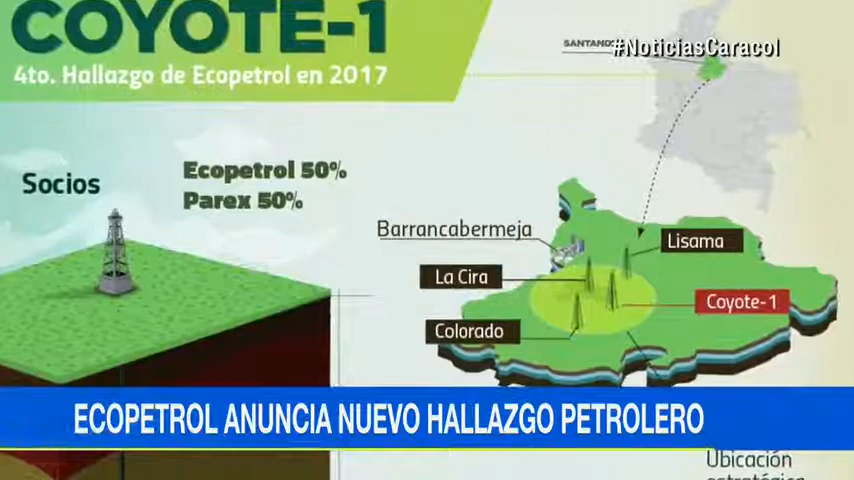 COYOTE-1
4to. Hallazgo de Ecopetrol en 2017
#NoticiasCaracol
Socios
Ecopetrol 50%
Parex 50%
Barrancabermeja
Lisama
La Cira
Coyote-1
Colorado
ECOPETROL ANUNCIA NUEVO HALLAZGO PETROLERO
Ubicación